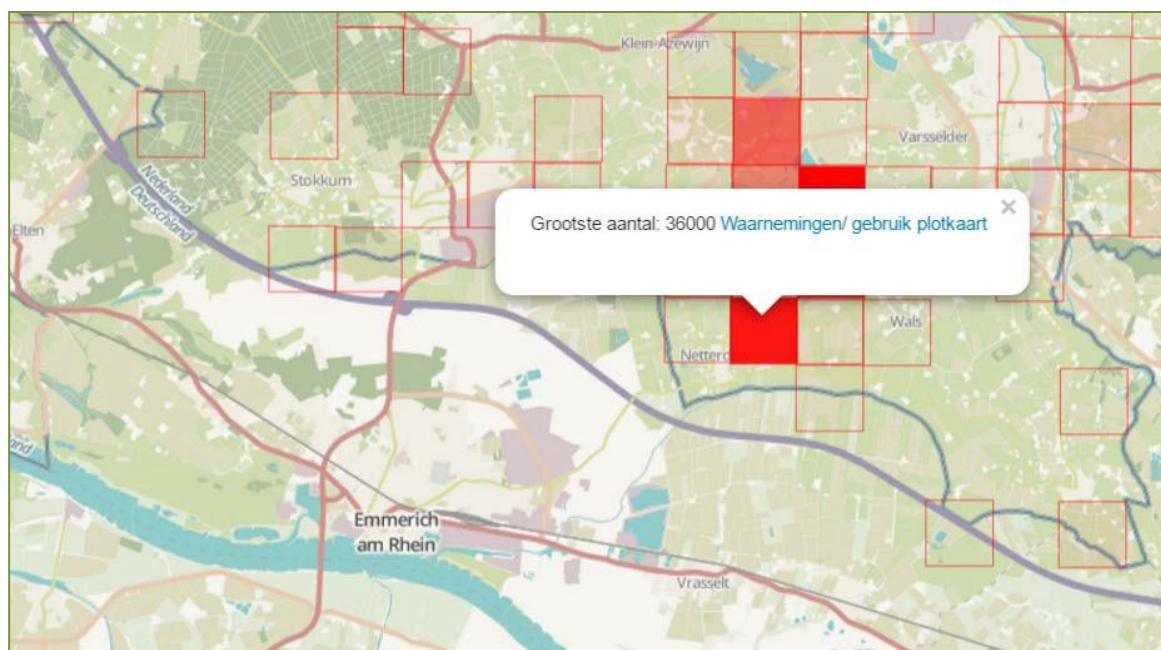 Klein-Azewijn
Varsselder
Nederland
Deutschland
Stokkum
Elten
Grootste aantal: 36000 Waarnemingen/ gebruik plotkaart
×
Wals
Netterd
land
Emmerich
am Rhein
Vrasselt